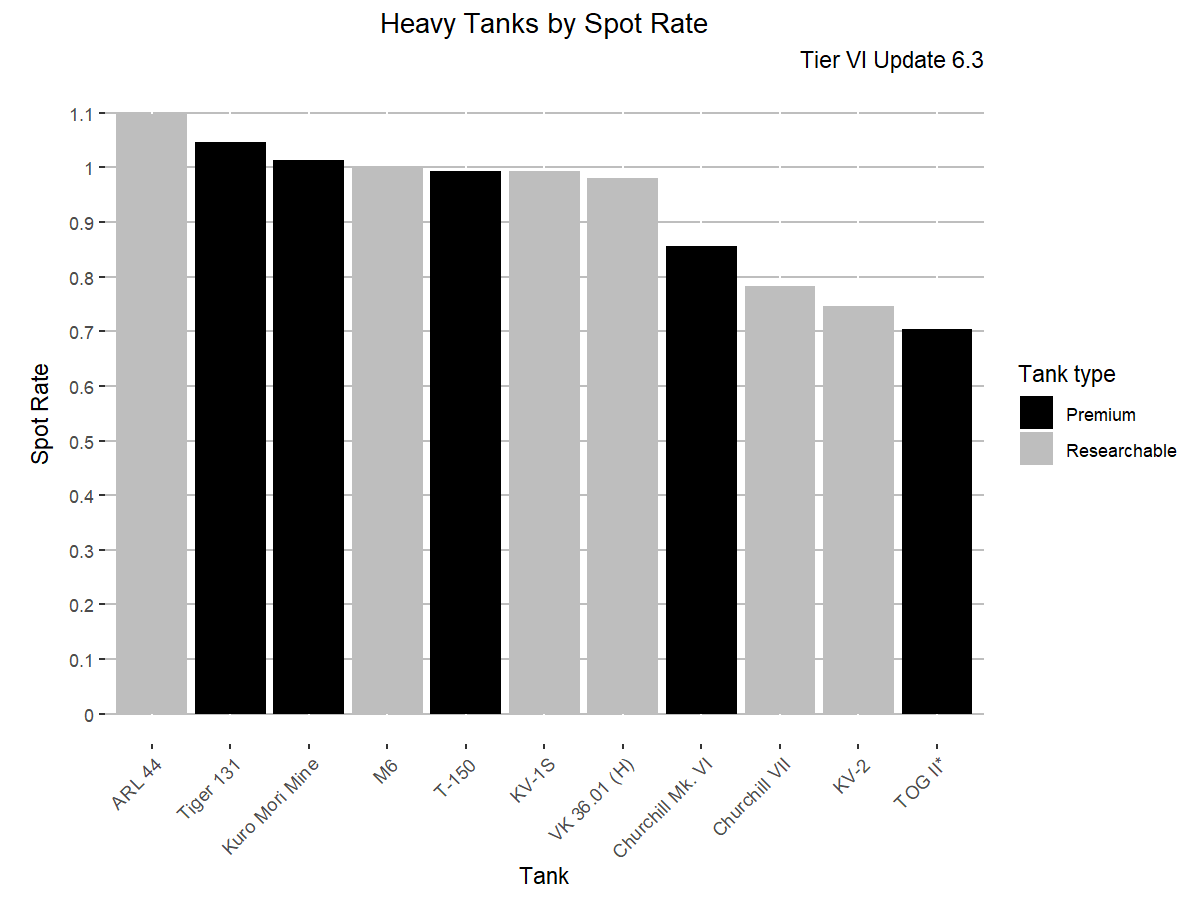 Heavy Tanks by Spot Rate
Tier VI Update 6.3
1.1
1
0.9
0.8
0.7
0.6
0.5
0.4
0.3
0.2
0.1
0
Spot Rate
ARL 44
Tiger 131
Kuro Mori Mine
M6
T-150
KV-1S
VK 36.01 (H)
Churchill Mk. VI
Churchill VII
KV-2
TOG II*
Tank
Tank type
Premium
Researchable